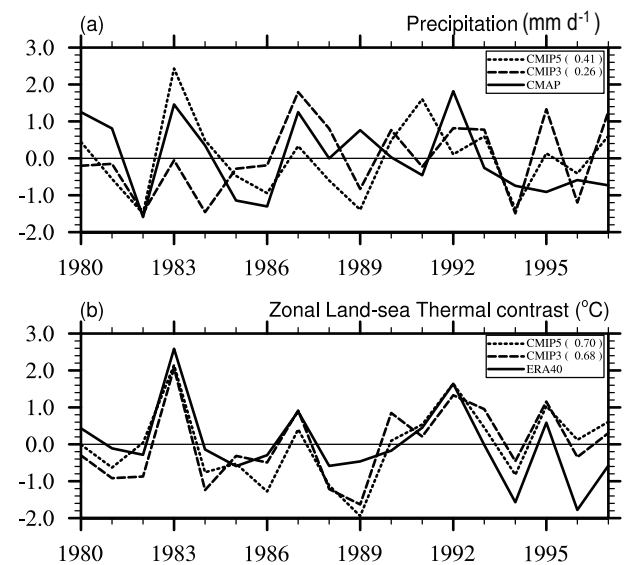 (a) Precipitation (mm d⁻¹)
3.0
2.0
1.0
0.0
-1.0
-2.0
CMIP5 ( 0.41)
CMIP3 ( 0.26)
CMAP
1980 1983 1986 1989 1992 1995
(b) Zonal Land-sea Thermal contrast (°C)
3.0
2.0
1.0
0.0
-1.0
-2.0
CMIP5 ( 0.70)
CMIP3 ( 0.68)
ERA40
1980 1983 1986 1989 1992 1995